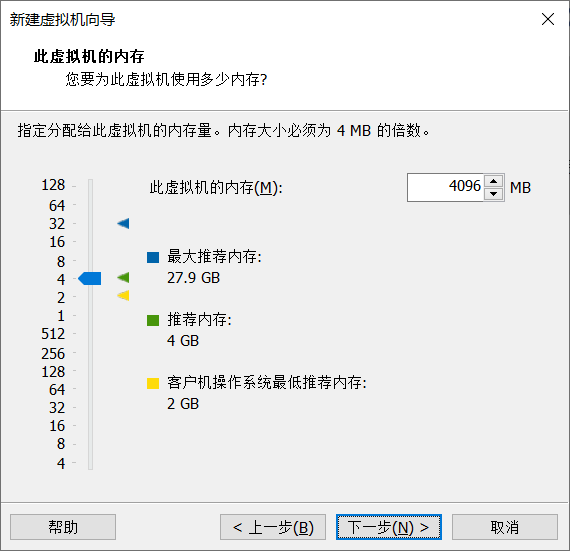 新建虚拟机向导
此虚拟机的内存
您要为此虚拟机使用多少内存?
指定分配给此虚拟机的内存量。内存大小必须为 4 MB 的倍数。
此虚拟机的内存(M): 4096 MB
128
64
32
16
8
4
2
1
512
256
128
64
32
16
8
4
最大推荐内存:
27.9 GB
推荐内存:
4 GB
客户机操作系统最低推荐内存:
2 GB
帮助 < 上一步(B) 下一步(N) > 取消